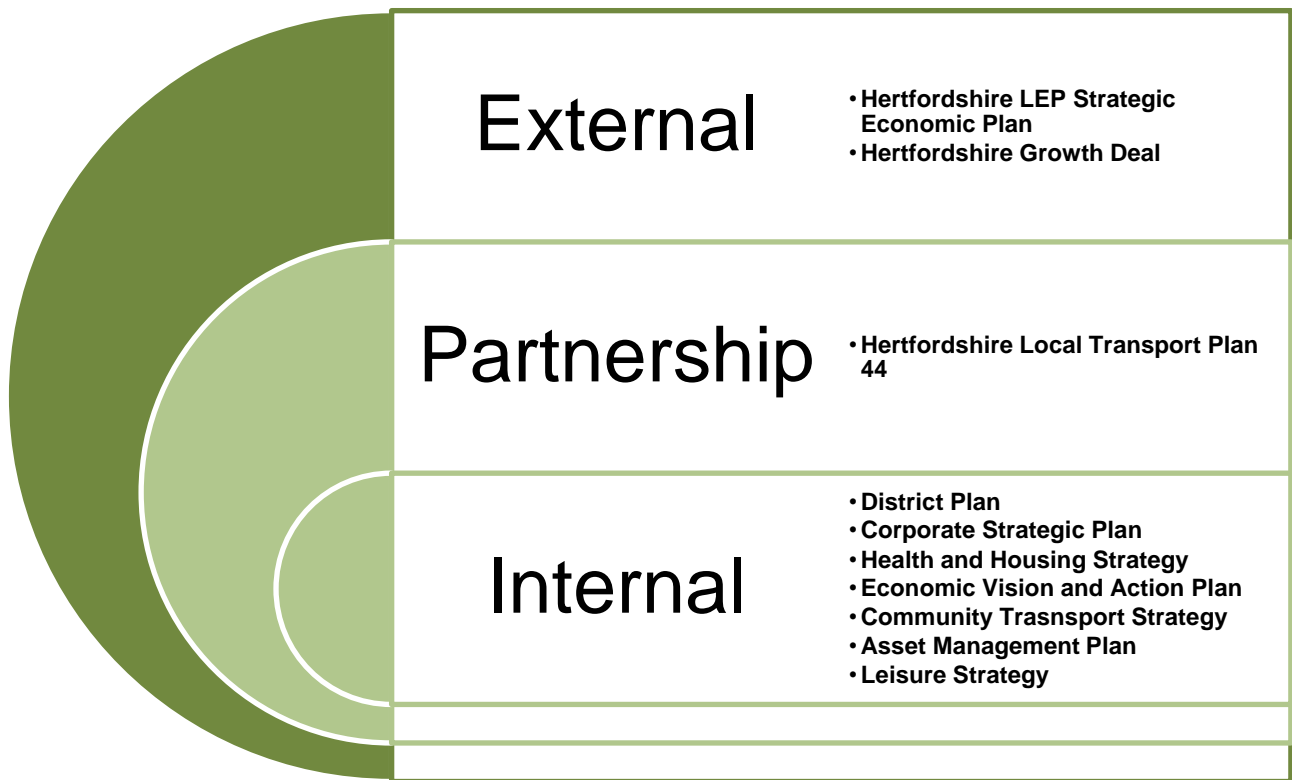 External
• Hertfordshire LEP Strategic
Economic Plan
• Hertfordshire Growth Deal
Partnership
• Hertfordshire Local Transport Plan
44
Internal
• District Plan
• Corporate Strategic Plan
• Health and Housing Strategy
• Economic Vision and Action Plan
• Community Trasnsport Strategy
• Asset Management Plan
• Leisure Strategy